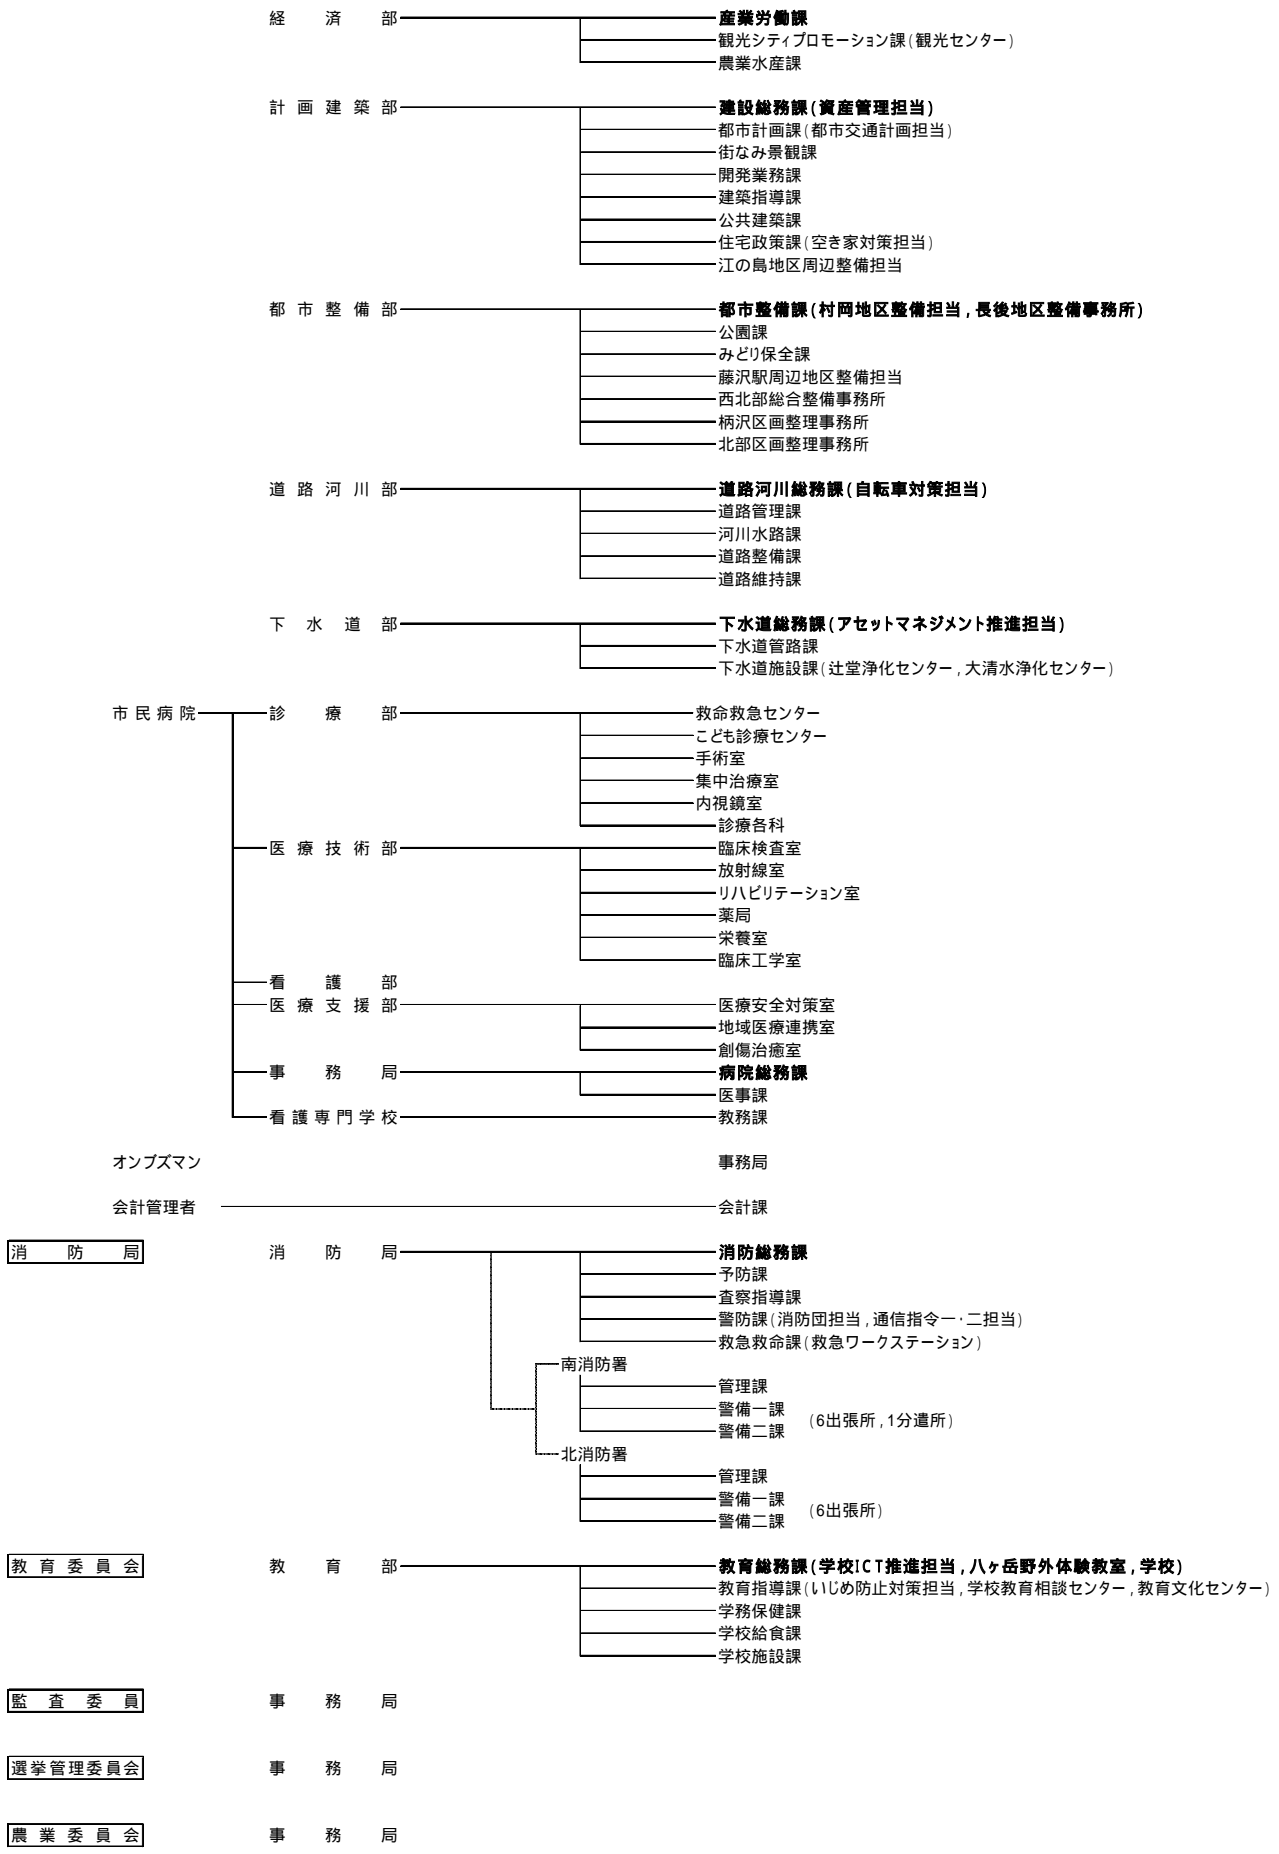 経済部 産業労働課
観光シティプロモーション課(観光センター)
農業水産課
計画建築部 建設総務課(資産管理担当)
都市計画課(都市交通計画担当)
街なみ景観課
開発業務課
建築指導課
公共建築課
住宅政策課(空き家対策担当)
江の島地区周辺整備担当
都市整備部 都市整備課(村岡地区整備担当,長後地区整備事務所)
公園課
みどり保全課
藤沢駅周辺地区整備担当
西北部総合整備事務所
柄沢区画整理事務所
北部区画整理事務所
道路河川部 道路河川総務課(自転車対策担当)
道路管理課
河川水路課
道路整備課
道路維持課
下水道部 下水道総務課(アセットマネジメント推進担当)
下水道管路課
下水道施設課(辻堂浄化センター,大清水浄化センター)
市民病院 診療部 救命救急センター
こども診療センター
手術室
集中治療室
内視鏡室
診療各科
医療技術部 臨床検査室
放射線室
リハビリテーション室
薬局
栄養室
臨床工学室
看護部
医療支援部 医療安全対策室
地域医療連携室
創傷治癒室
事務局 病院総務課
医事課
看護専門学校 教務課
オンブズマン 事務局
会計管理者 会計課
消防局 消防局 消防総務課
予防課
査察指導課
警防課(消防団担当,通信指令一・二担当)
救急救命課(救急ワークステーション)
南消防署
管理課
警備一課
(6出張所,1分遣所)
警備二課
北消防署
管理課
警備一課
(6出張所)
警備二課
教育委員会 教育部 教育総務課(学校ICT推進担当,八ヶ岳野外体験教室,学校)
教育指導課(いじめ防止対策担当,学校教育相談センター,教育文化センター)
学務保健課
学校給食課
学校施設課
監査委員 事務局
選挙管理委員会 事務局
農業委員会 事務局